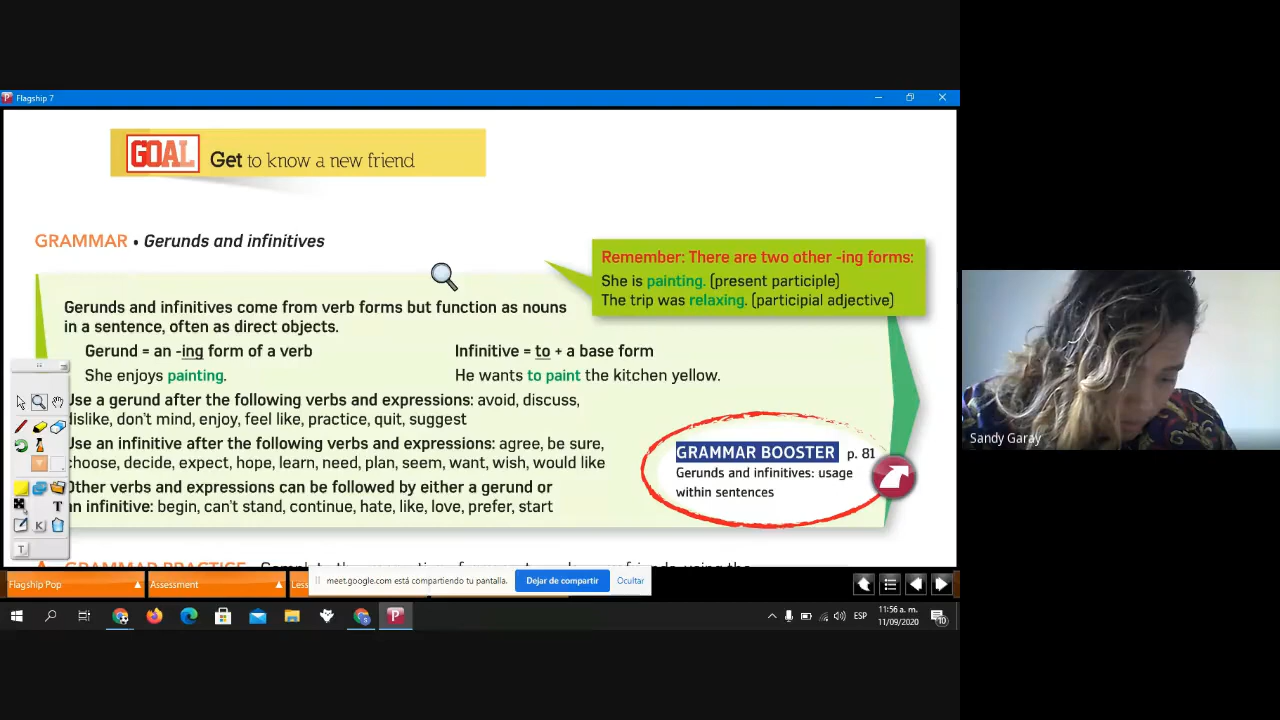 Flagship 7
GOAL Get to know a new friend
GRAMMAR • Gerunds and infinitives
Remember: There are two other -ing forms:
She is painting. (present participle)
The trip was relaxing. (participial adjective)
Gerunds and infinitives come from verb forms but function as nouns
in a sentence, often as direct objects.
Gerund = an -ing form of a verb
Infinitive = to + a base form
She enjoys painting.
He wants to paint the kitchen yellow.
Use a gerund after the following verbs and expressions: avoid, discuss,
dislike, don't mind, enjoy, feel like, practice, quit, suggest
Use an infinitive after the following verbs and expressions: agree, be sure,
choose, decide, expect, hope, learn, need, plan, seem, want, wish, would like
Other verbs and expressions can be followed by either a gerund or
an infinitive: begin, can't stand, continue, hate, like, love, prefer, start
GRAMMAR BOOSTER p. 81
Gerunds and infinitives: usage
within sentences
Sandy Garay
Flagship Pop
Assessment
Les
meet.google.com está compartiendo tu pantalla.
Dejar de compartir
Ocultar
ESP
11:56 a. m.
11/09/2020
10